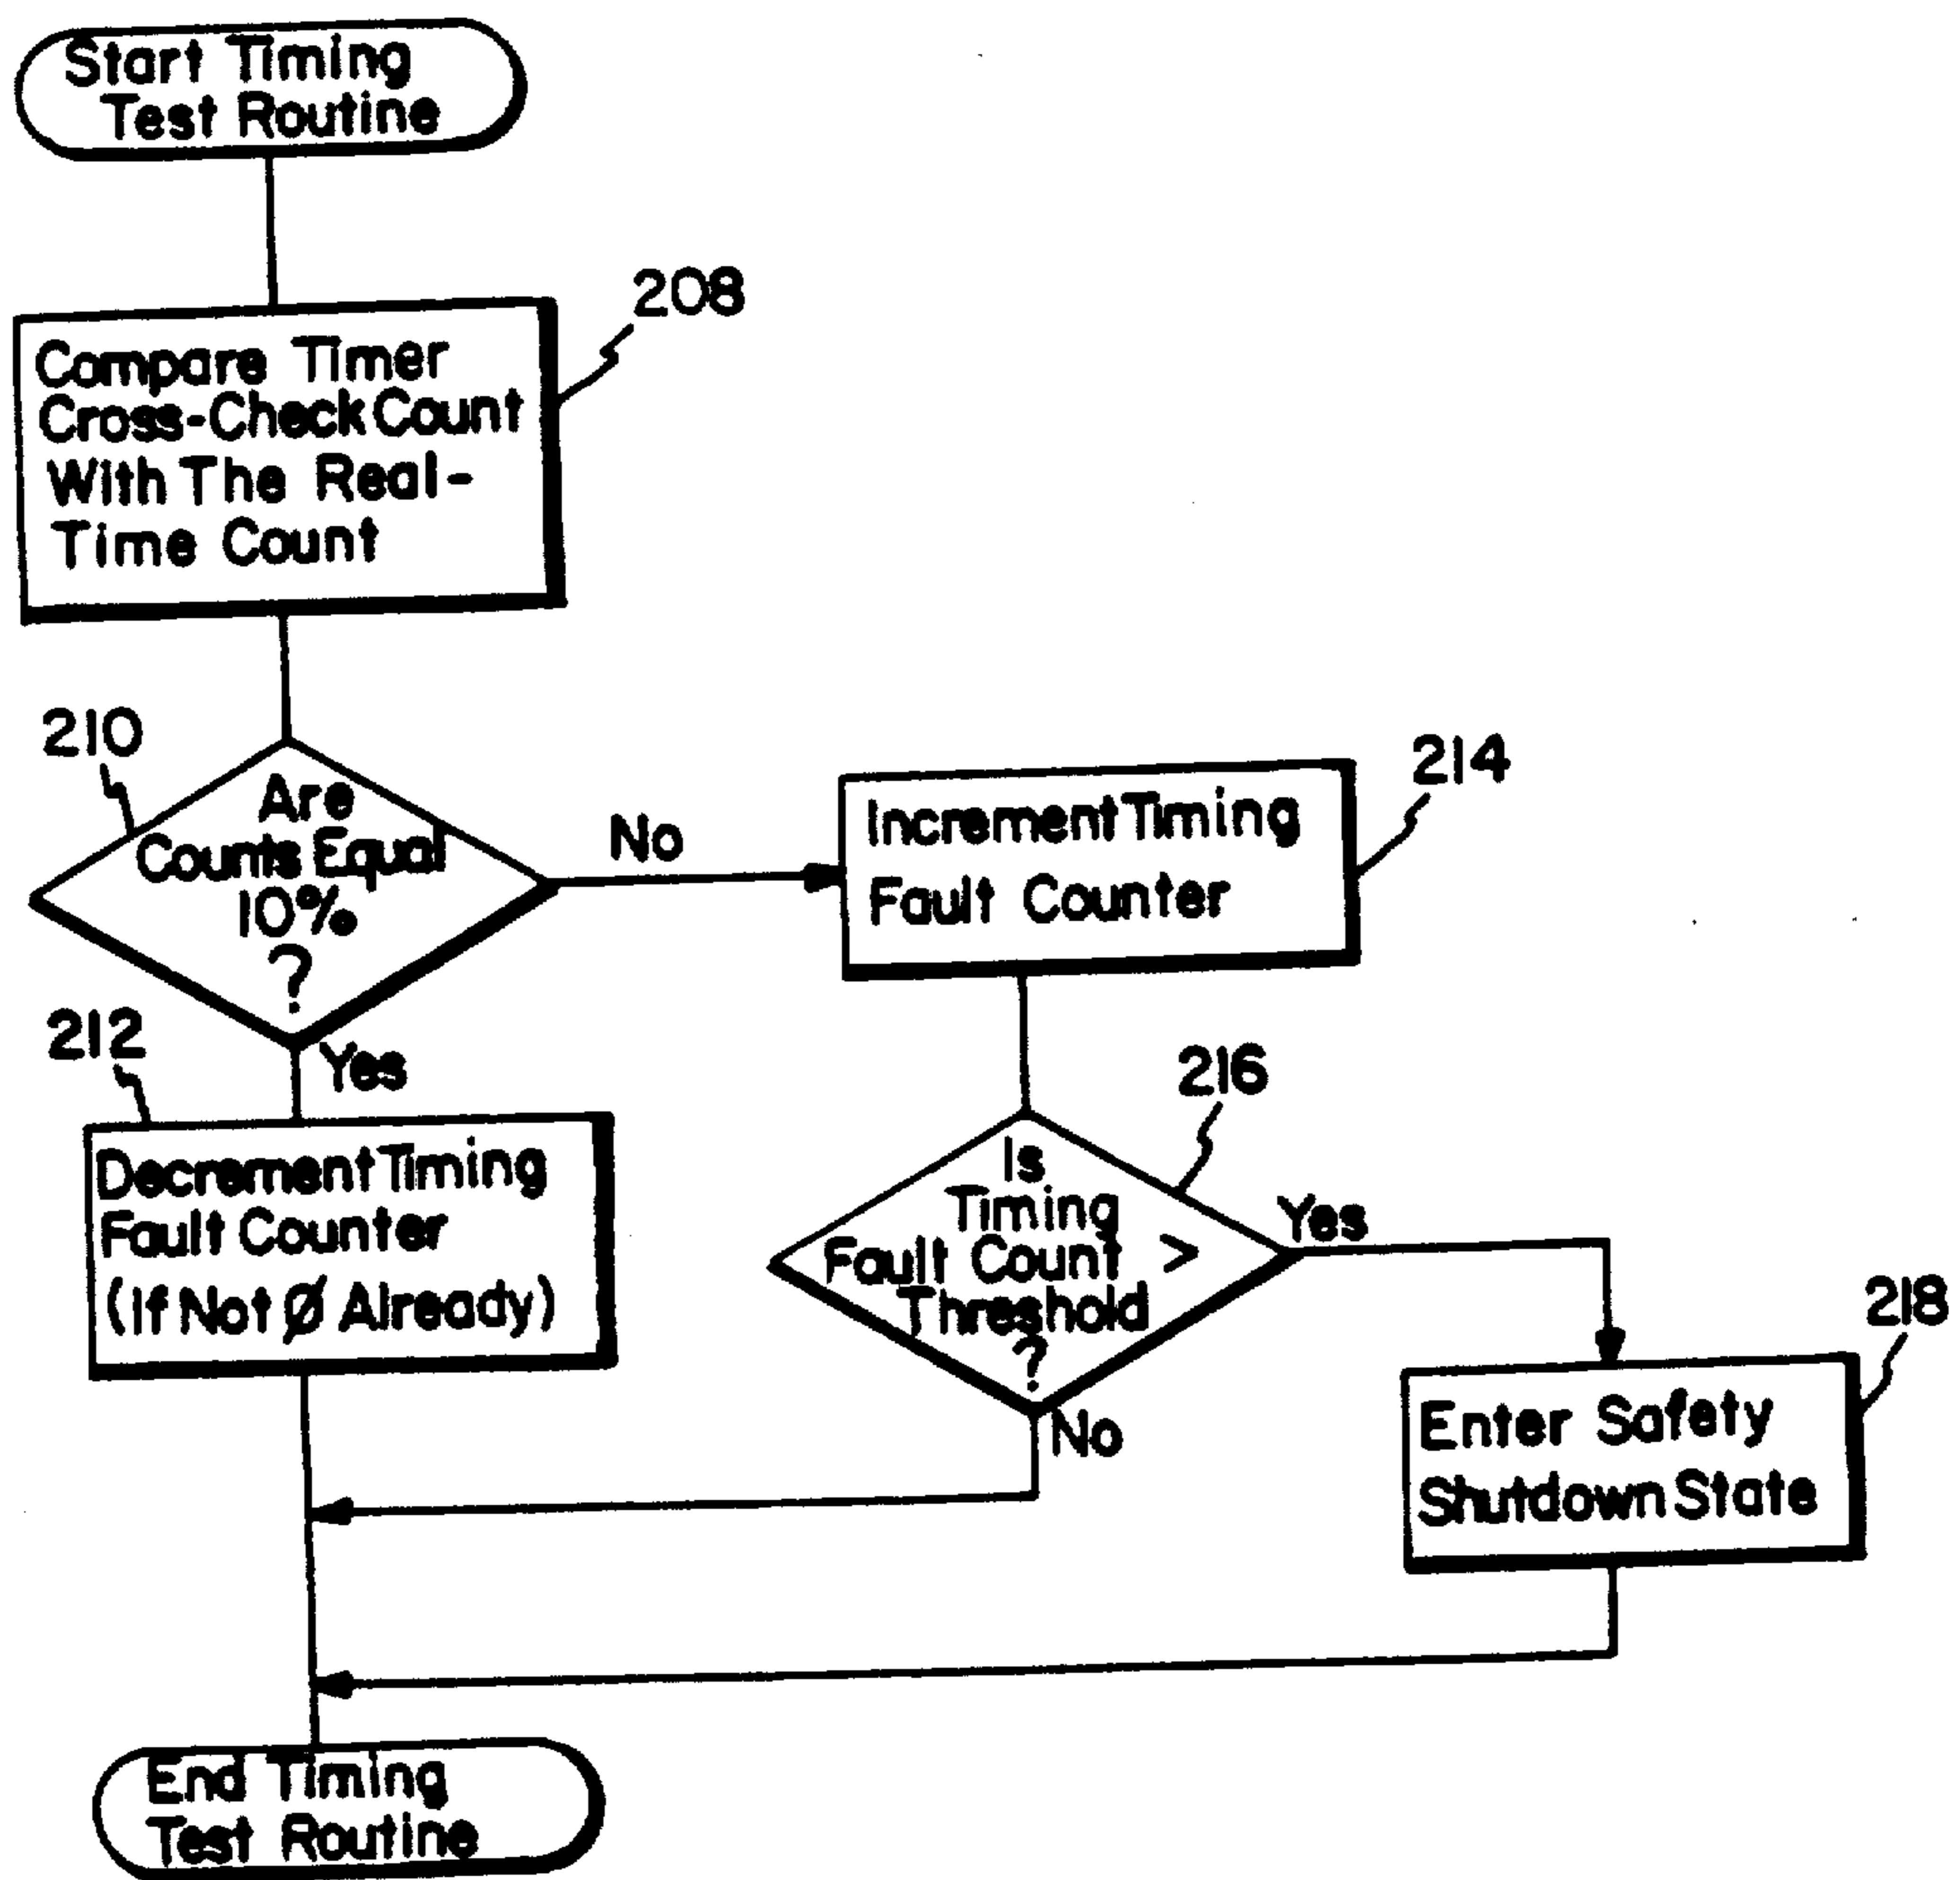 Start Timing
Test Routine
208
Compare Timer
Cross-Check Count
With The Real-
Time Count
210
Are
Counts Equal
10%
?
No
Yes
214
Increment Timing
Fault Counter
212
Decrement Timing
Fault Counter
(If Not Ø Already)
216
Is
Timing
Fault Count >
Threshold
?
Yes
No
218
Enter Safety
Shutdown State
End Timing
Test Routine